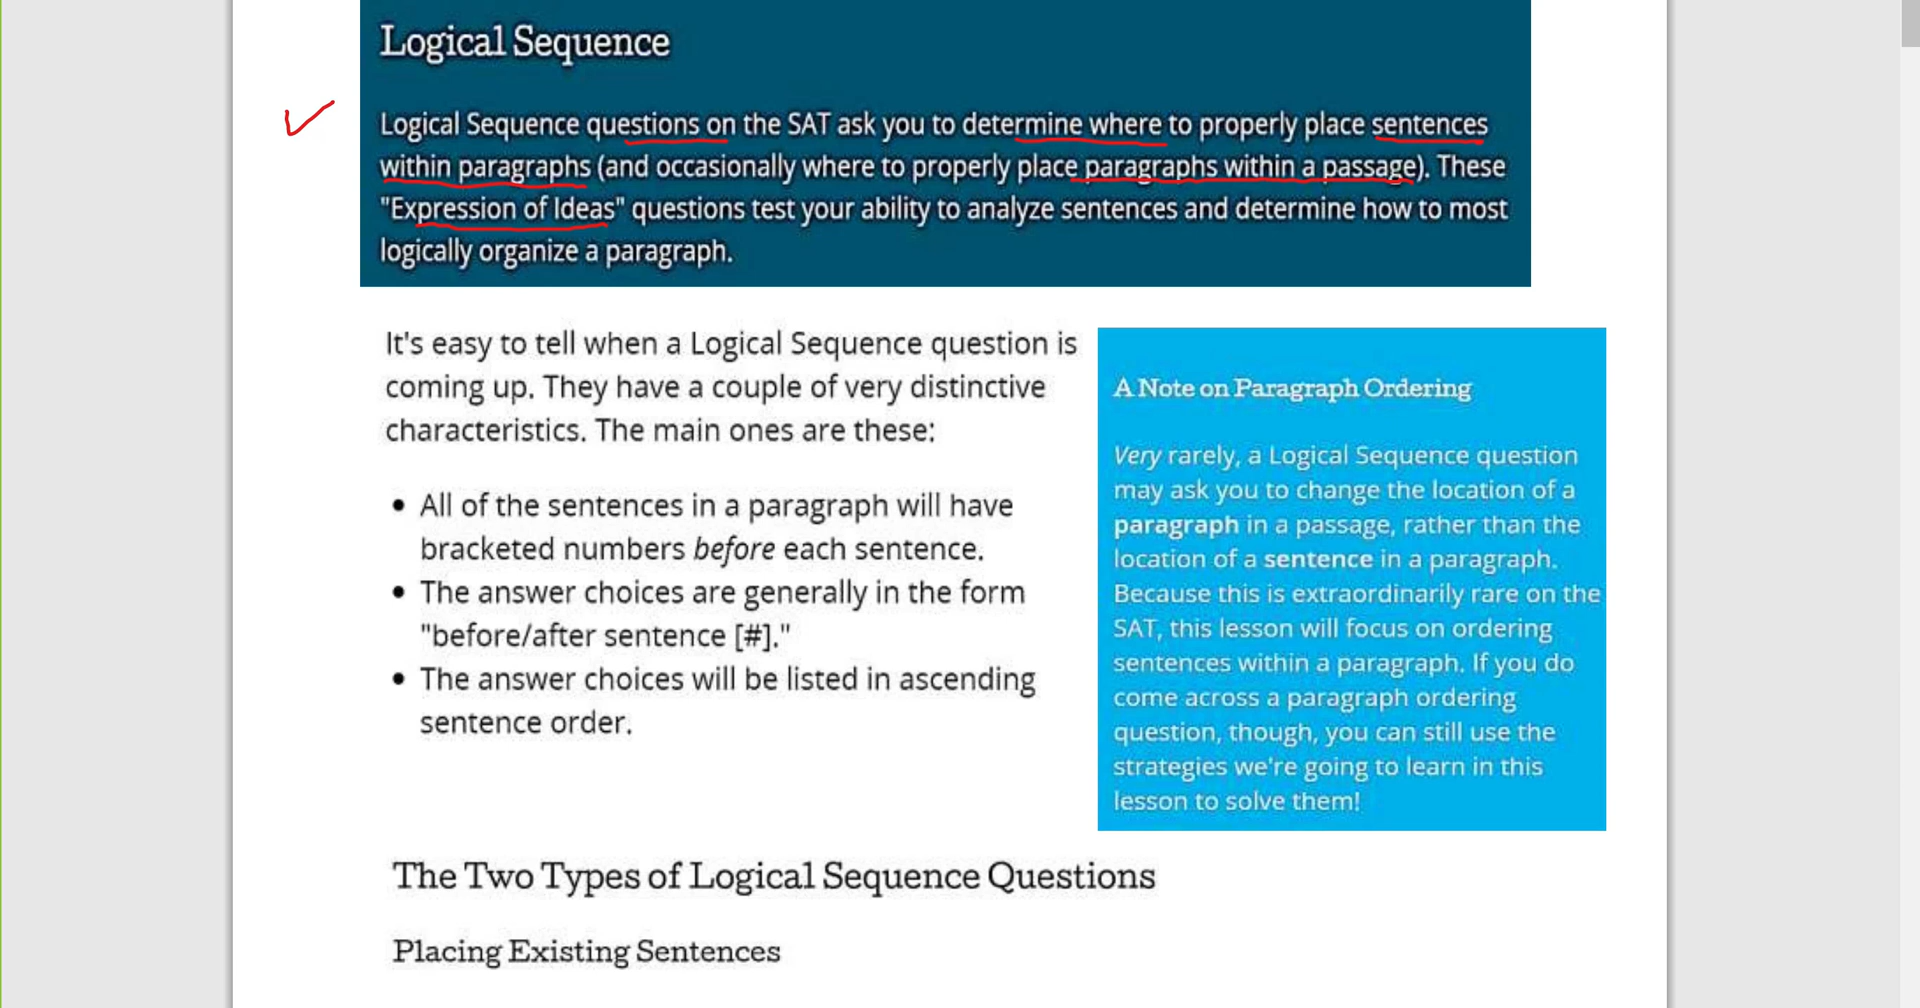 Logical Sequence
Logical Sequence questions on the SAT ask you to determine where to properly place sentences
within paragraphs (and occasionally where to properly place paragraphs within a passage). These
"Expression of Ideas" questions test your ability to analyze sentences and determine how to most
logically organize a paragraph.
It's easy to tell when a Logical Sequence question is
coming up. They have a couple of very distinctive
characteristics. The main ones are these:
• All of the sentences in a paragraph will have
bracketed numbers before each sentence.
• The answer choices are generally in the form
"before/after sentence [#]."
• The answer choices will be listed in ascending
sentence order.
A Note on Paragraph Ordering
Very rarely, a Logical Sequence question
may ask you to change the location of a
paragraph in a passage, rather than the
location of a sentence in a paragraph.
Because this is extraordinarily rare on the
SAT, this lesson will focus on ordering
sentences within a paragraph. If you do
come across a paragraph ordering
question, though, you can still use the
strategies we're going to learn in this
lesson to solve them!
The Two Types of Logical Sequence Questions
Placing Existing Sentences